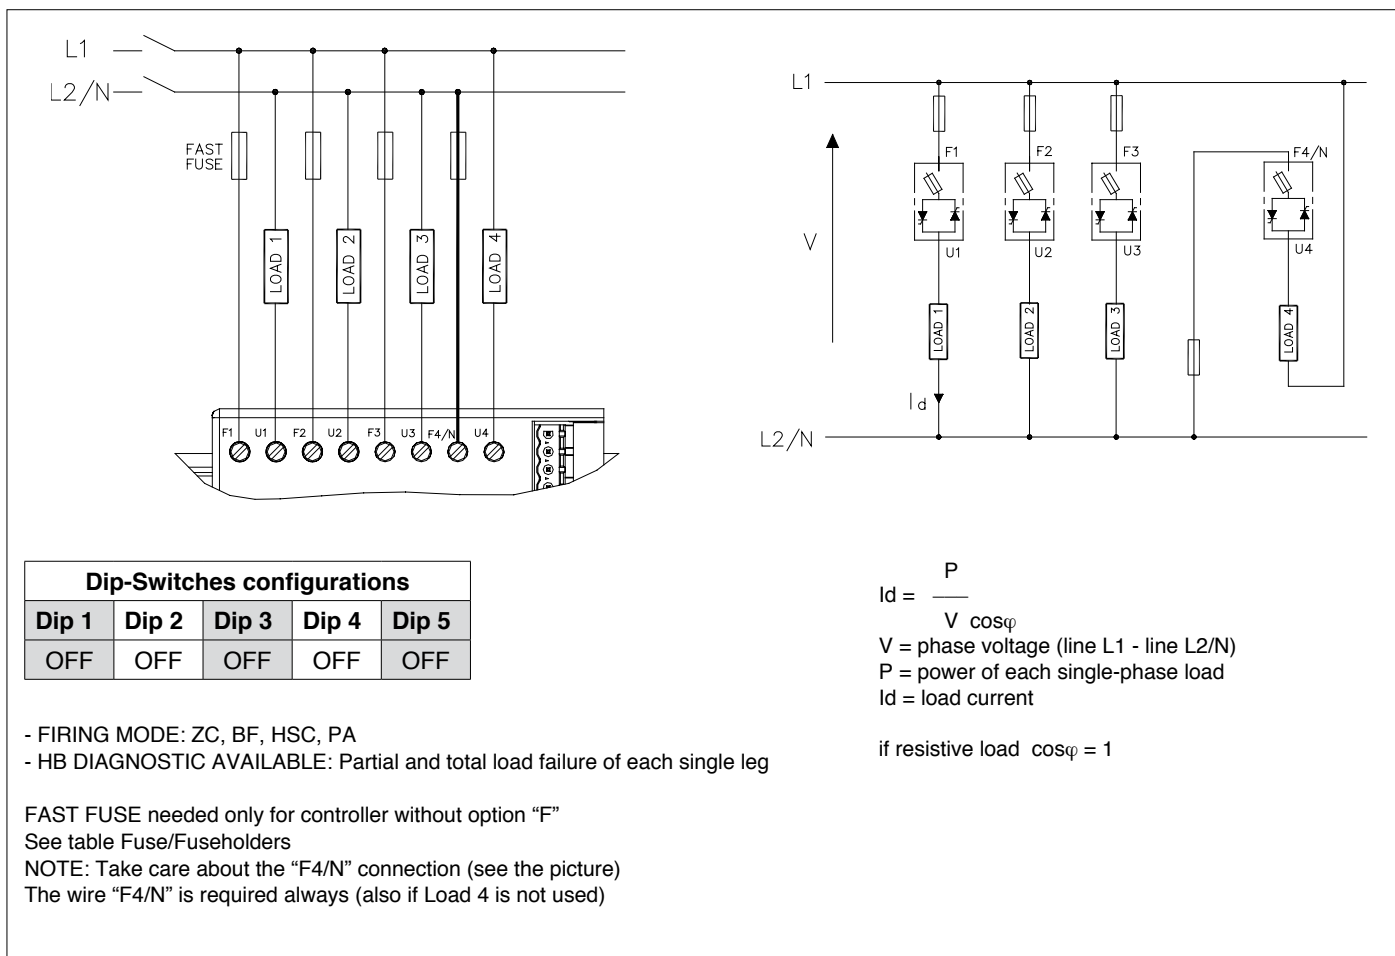 L1
L2/N
FAST
FUSE
LOAD 1
LOAD 2
LOAD 3
LOAD 4
F1 U1 F2 U2 F3 U3 F4/N U4
L1
V
F1
F2
F3
F4/N
U1
U2
U3
U4
LOAD 1
LOAD 2
LOAD 3
LOAD 4
Id
L2/N
Dip-Switches configurations
Dip 1 Dip 2 Dip 3 Dip 4 Dip 5
OFF OFF OFF OFF OFF
- FIRING MODE: ZC, BF, HSC, PA
- HB DIAGNOSTIC AVAILABLE: Partial and total load failure of each single leg
FAST FUSE needed only for controller without option “F”
See table Fuse/Fuseholders
NOTE: Take care about the “F4/N” connection (see the picture)
The wire “F4/N” is required always (also if Load 4 is not used)
P
Id = ——
V cosφ
V = phase voltage (line L1 - line L2/N)
P = power of each single-phase load
Id = load current
if resistive load cosφ = 1